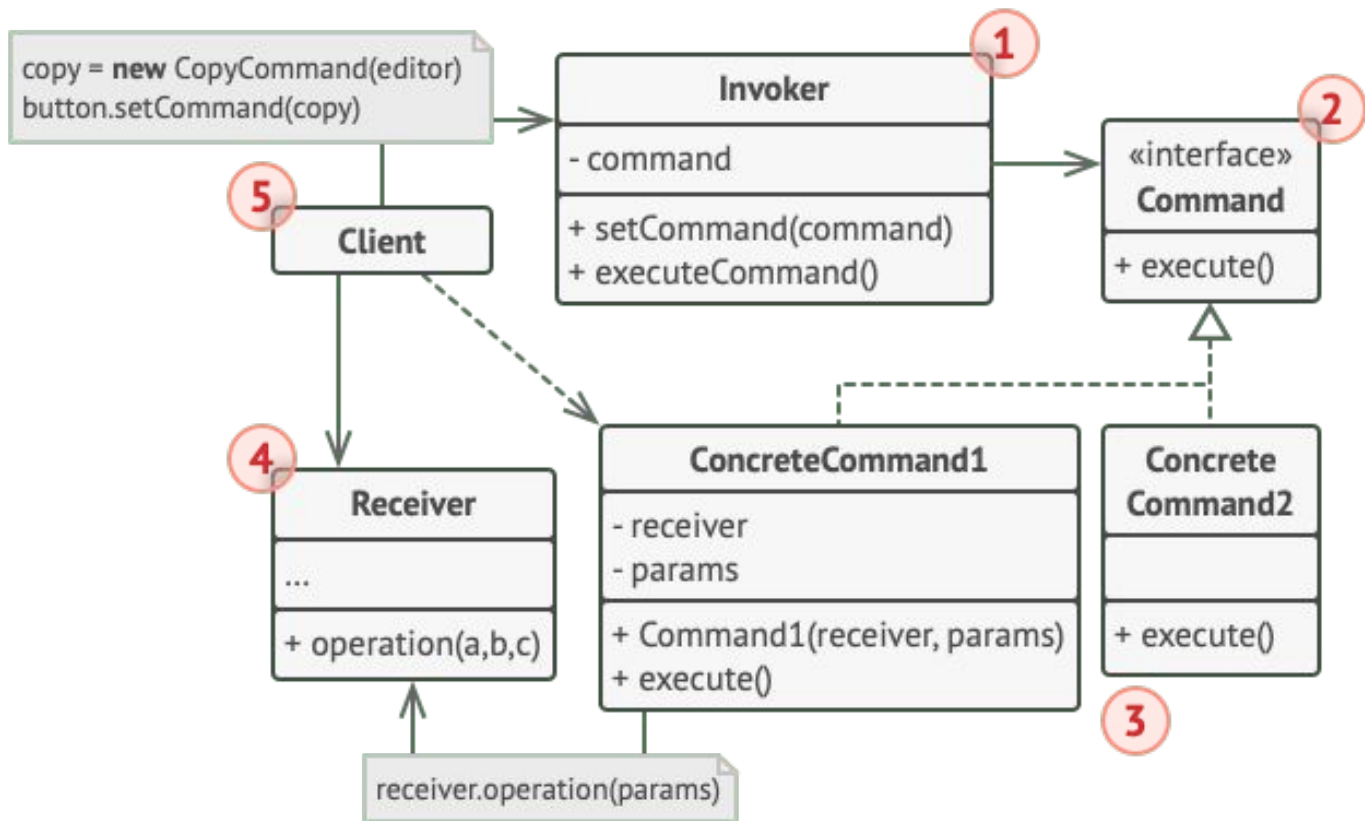 copy = new CopyCommand(editor)
button.setCommand(copy)
1
Invoker
- command
+ setCommand(command)
+ executeCommand()
2
«interface»
Command
+ execute()
5
Client
4
Receiver
...
+ operation(a,b,c)
ConcreteCommand1
- receiver
- params
+ Command1(receiver, params)
+ execute()
Concrete
Command2
+ execute()
3
receiver.operation(params)